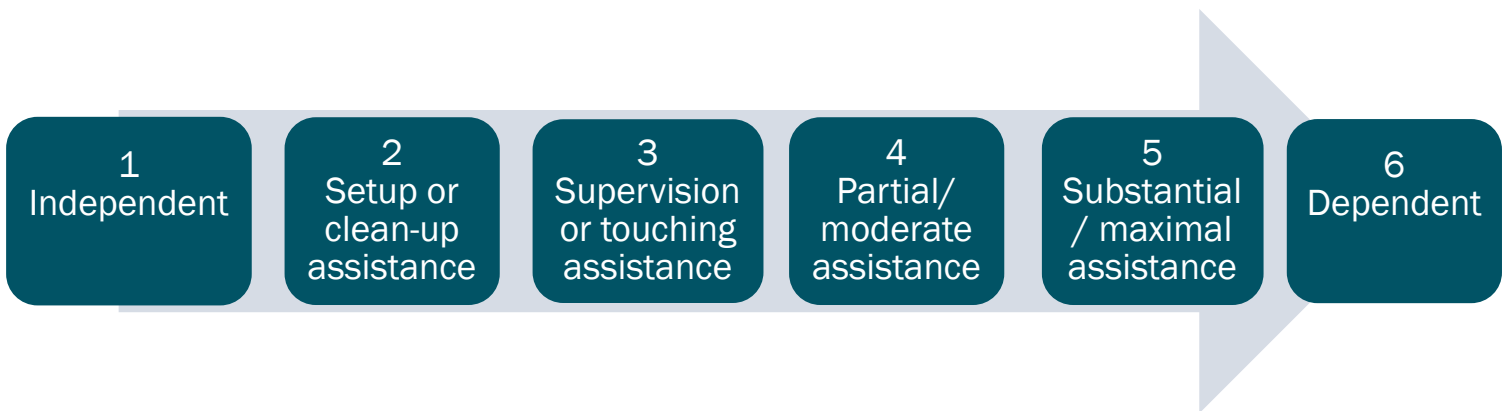 1
Independent
2
Setup or
clean-up
assistance
3
Supervision
or touching
assistance
4
Partial/
moderate
assistance
5
Substantial
/ maximal
assistance
6
Dependent